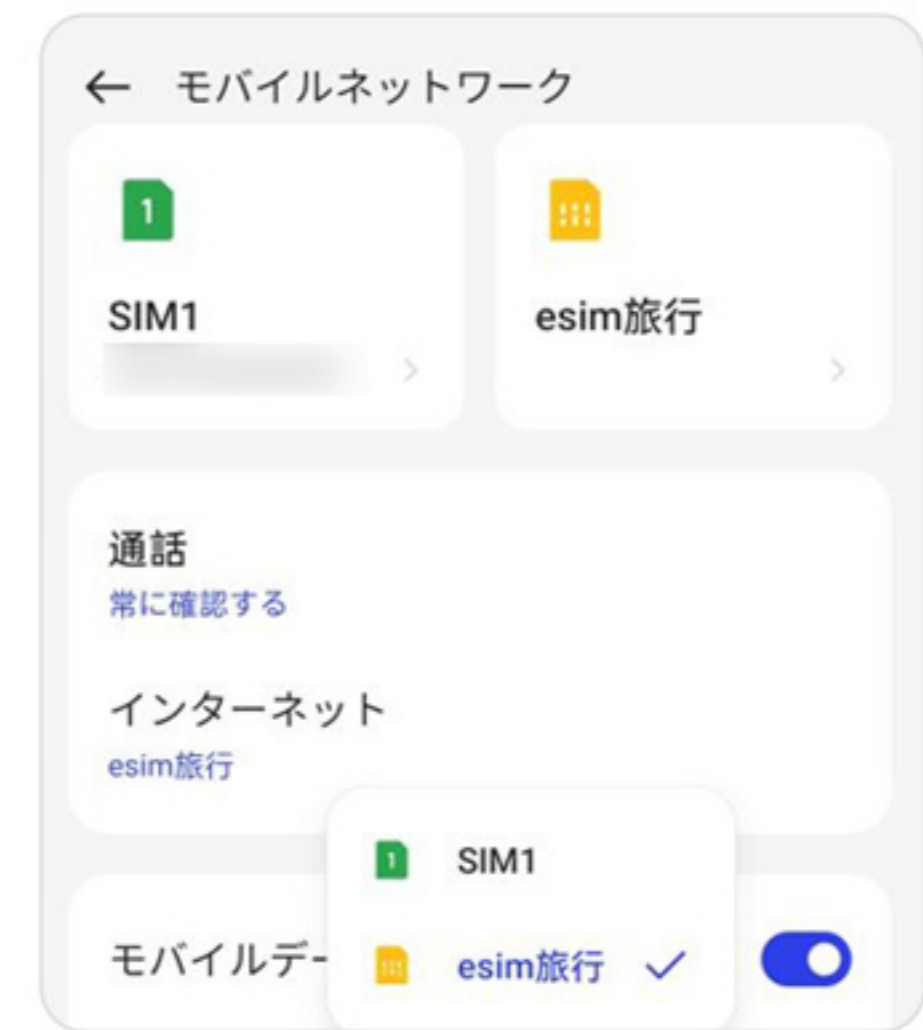 モバイルネットワーク
1
SIM1
esim旅行
通話
常に確認する
インターネット
esim旅行
1
SIM1
モバイルデー
esim旅行